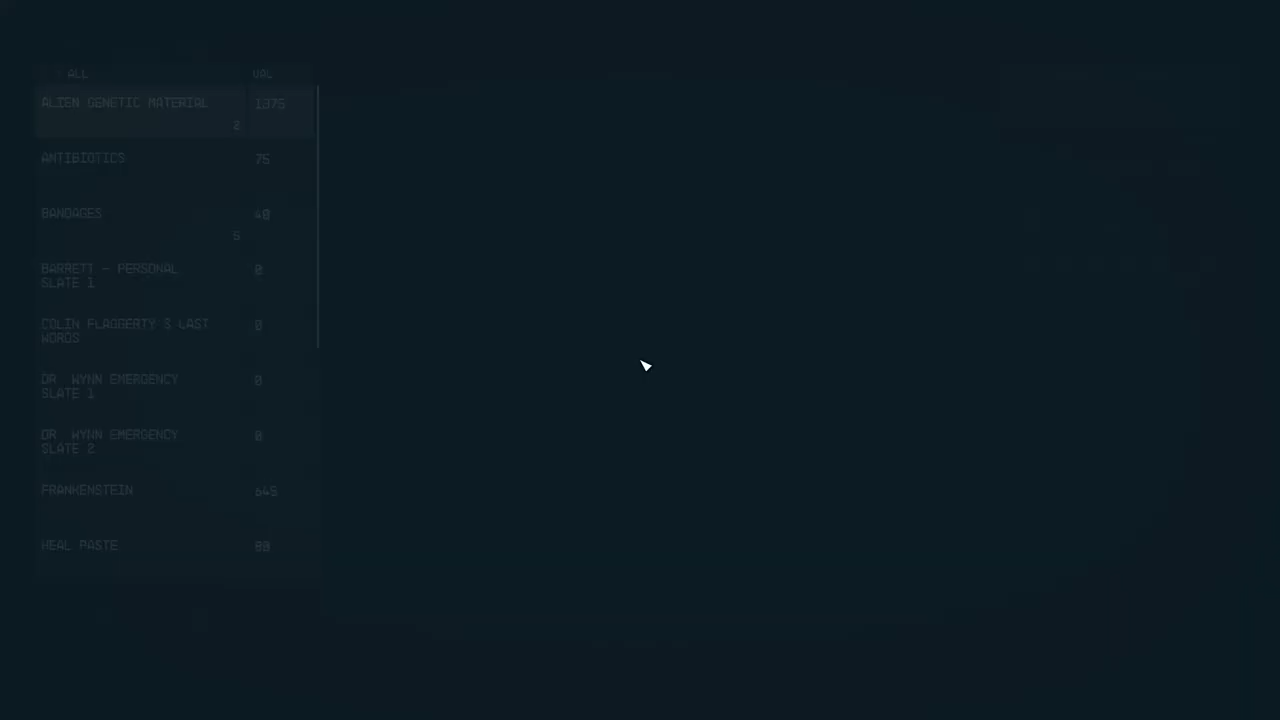 ALL VAL
ALIEN GENETIC MATERIAL 1375
2
ANTIBIOTICS 75
BANDAGES 40
5
BARRETT - PERSONAL 0
SLATE 1
COLIN FLAGGERTY S LAST 0
WORDS
DR WYNN EMERGENCY 0
SLATE 1
DR WYNN EMERGENCY 0
SLATE 2
FRANKENSTEIN 645
HEAL PASTE 80